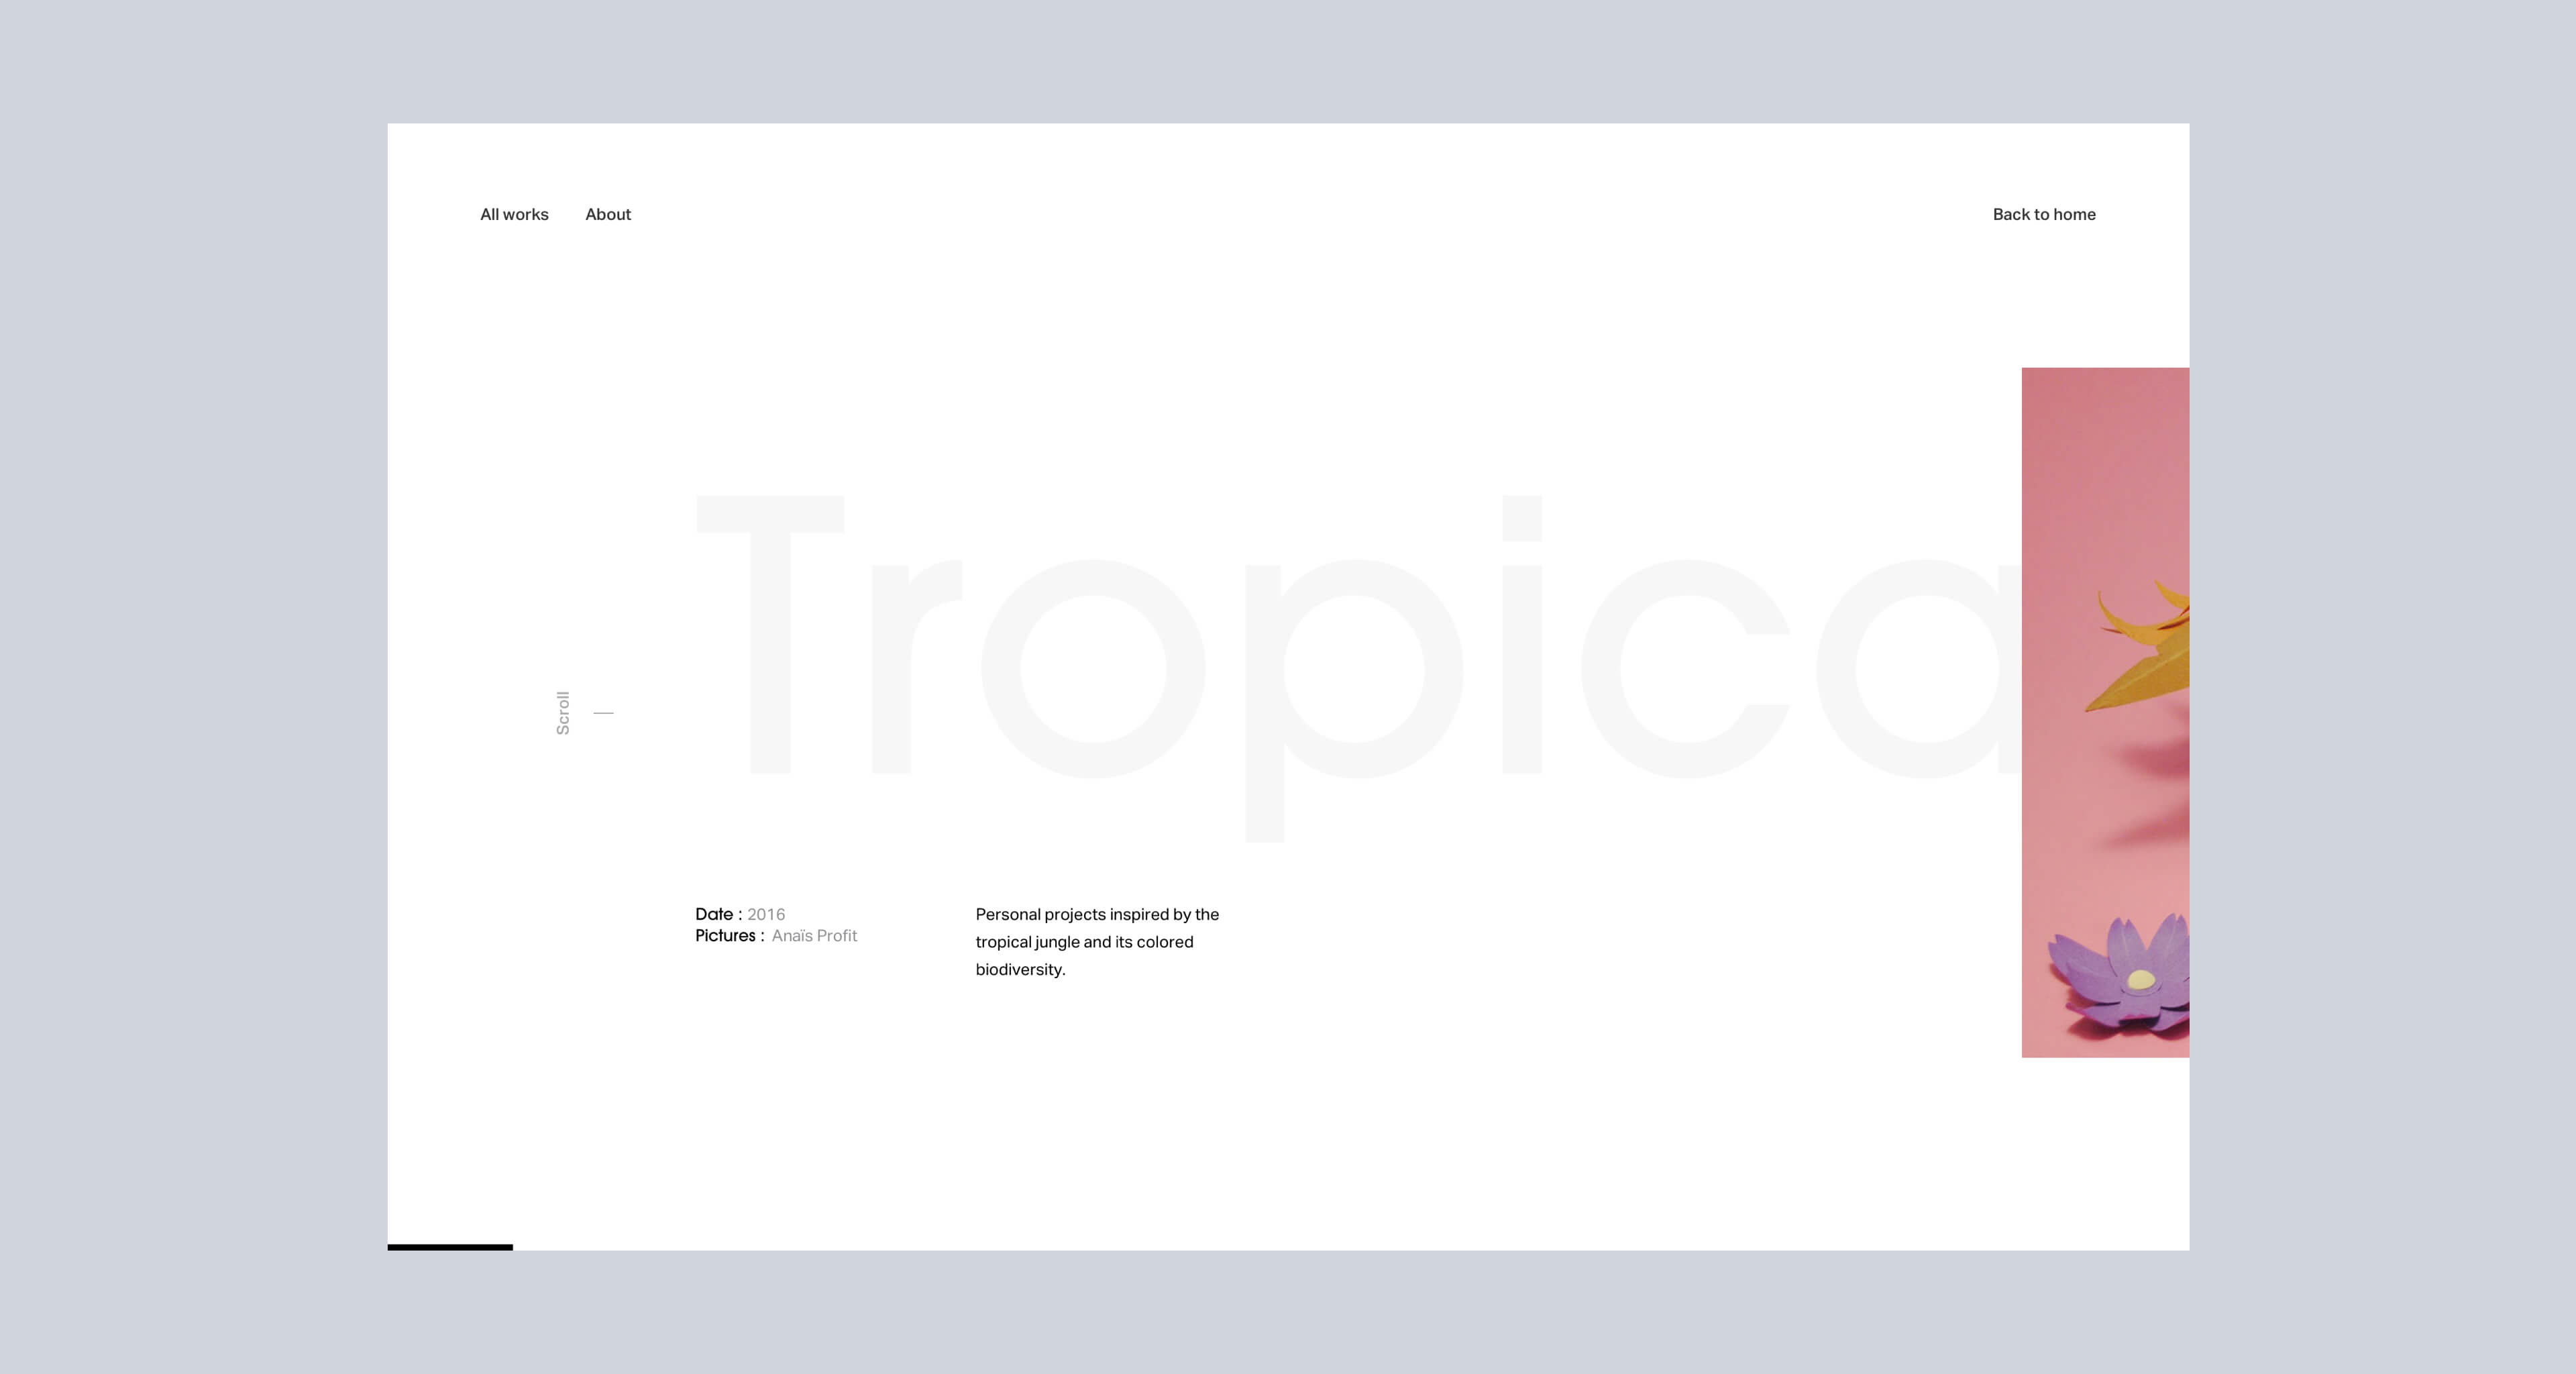 All works About Back to home
Tropica
Scroll
Date : 2016
Pictures : Anaïs Profit
Personal projects inspired by the
tropical jungle and its colored
biodiversity.